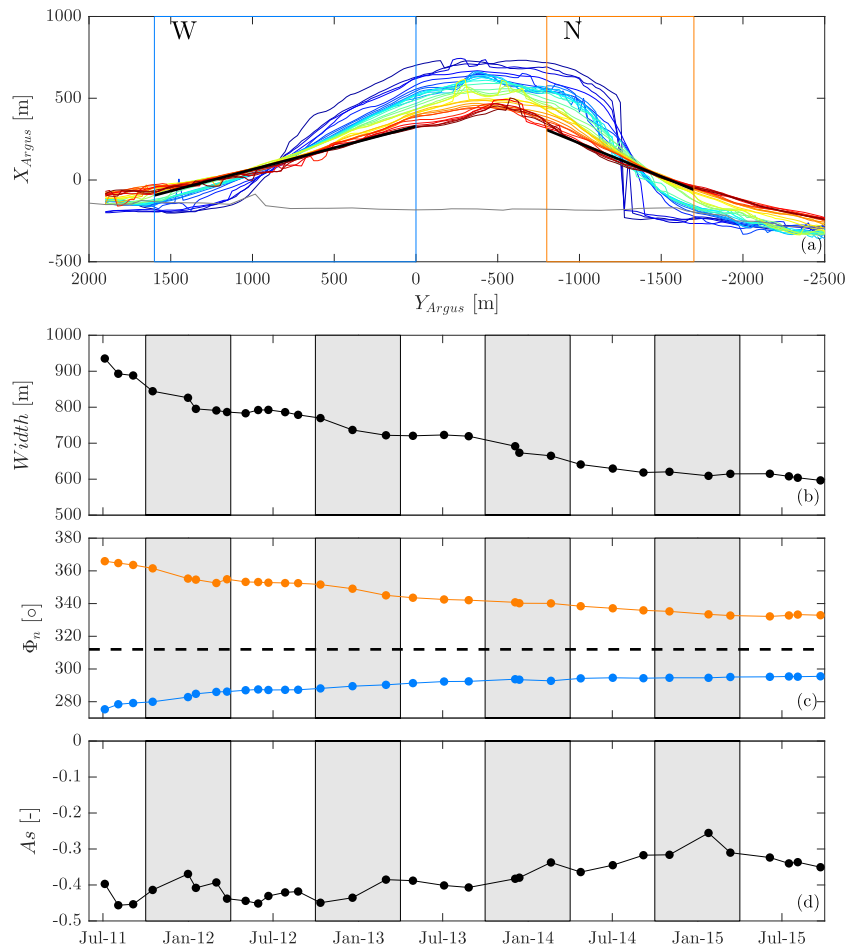 1000
W
N
500
X_Argus [m]
0
-500
(a)
2000 1500 1000 500 0 -500 -1000 -1500 -2000 -2500
Y_Argus [m]
1000
900
800
Width [m]
700
600
500
(b)
380
360
340
Φ_n [○]
320
300
280
(c)
0
-0.1
-0.2
As [-]
-0.3
-0.4
-0.5
(d)
Jul-11 Jan-12 Jul-12 Jan-13 Jul-13 Jan-14 Jul-14 Jan-15 Jul-15